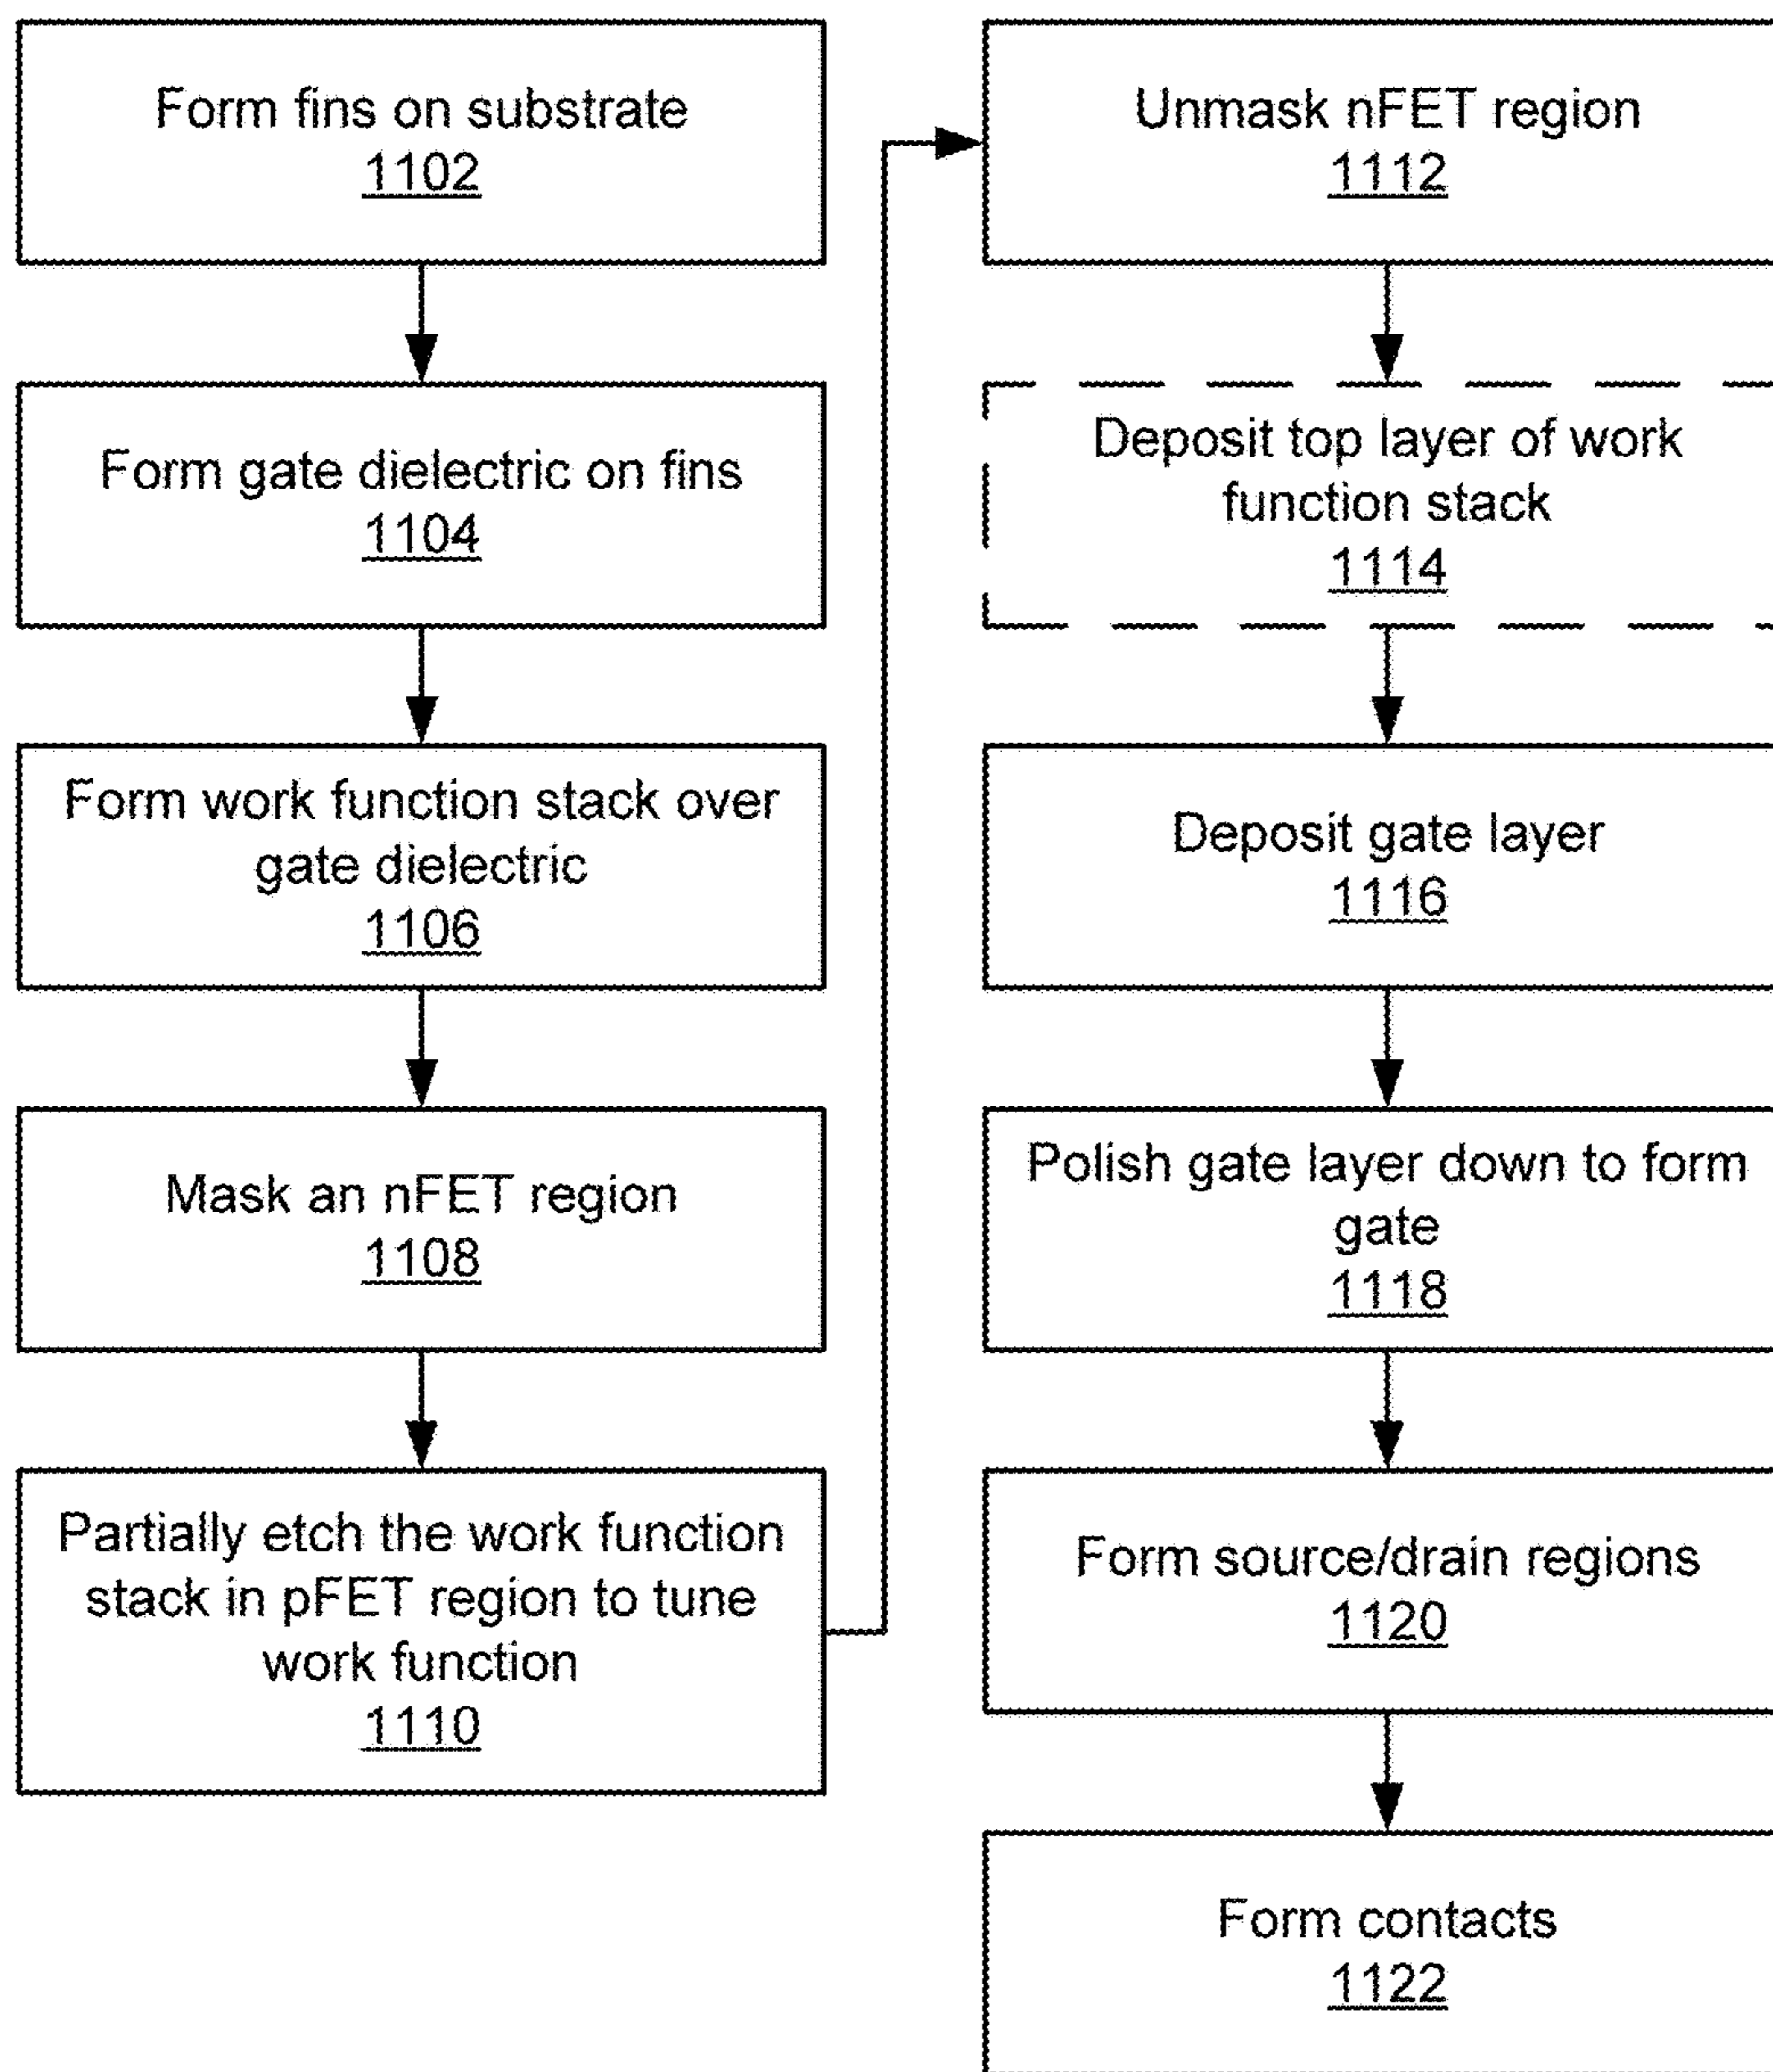 Form fins on substrate
1102
Form gate dielectric on fins
1104
Form work function stack over
gate dielectric
1106
Mask an nFET region
1108
Partially etch the work function
stack in pFET region to tune
work function
1110
Unmask nFET region
1112
Deposit top layer of work
function stack
1114
Deposit gate layer
1116
Polish gate layer down to form
gate
1118
Form source/drain regions
1120
Form contacts
1122